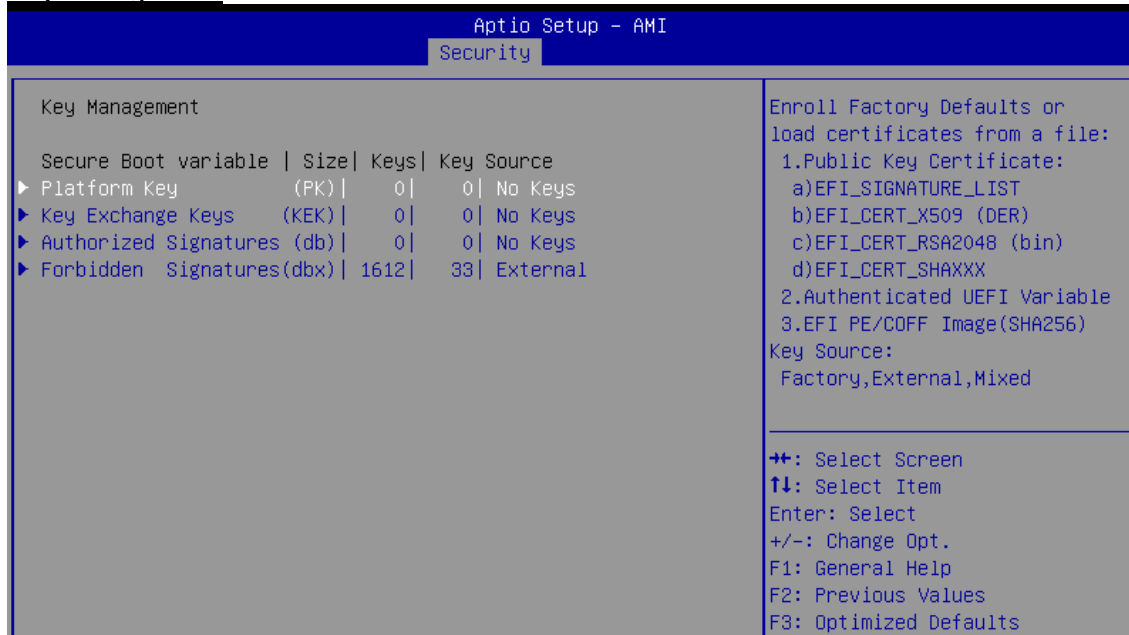 Aptio Setup – AMI
Security
Key Management
Secure Boot variable | Size| Keys| Key Source
Platform Key (PK)| 0| 0| No Keys
Key Exchange Keys (KEK)| 0| 0| No Keys
Authorized Signatures (db)| 0| 0| No Keys
Forbidden Signatures(dbx)| 1612| 33| External
Enroll Factory Defaults or
load certificates from a file:
1.Public Key Certificate:
a)EFI_SIGNATURE_LIST
b)EFI_CERT_X509 (DER)
c)EFI_CERT_RSA2048 (bin)
d)EFI_CERT_SHAXXX
2.Authenticated UEFI Variable
3.EFI PE/COFF Image(SHA256)
Key Source:
Factory,External,Mixed
→←: Select Screen
↑↓: Select Item
Enter: Select
+/-: Change Opt.
F1: General Help
F2: Previous Values
F3: Optimized Defaults